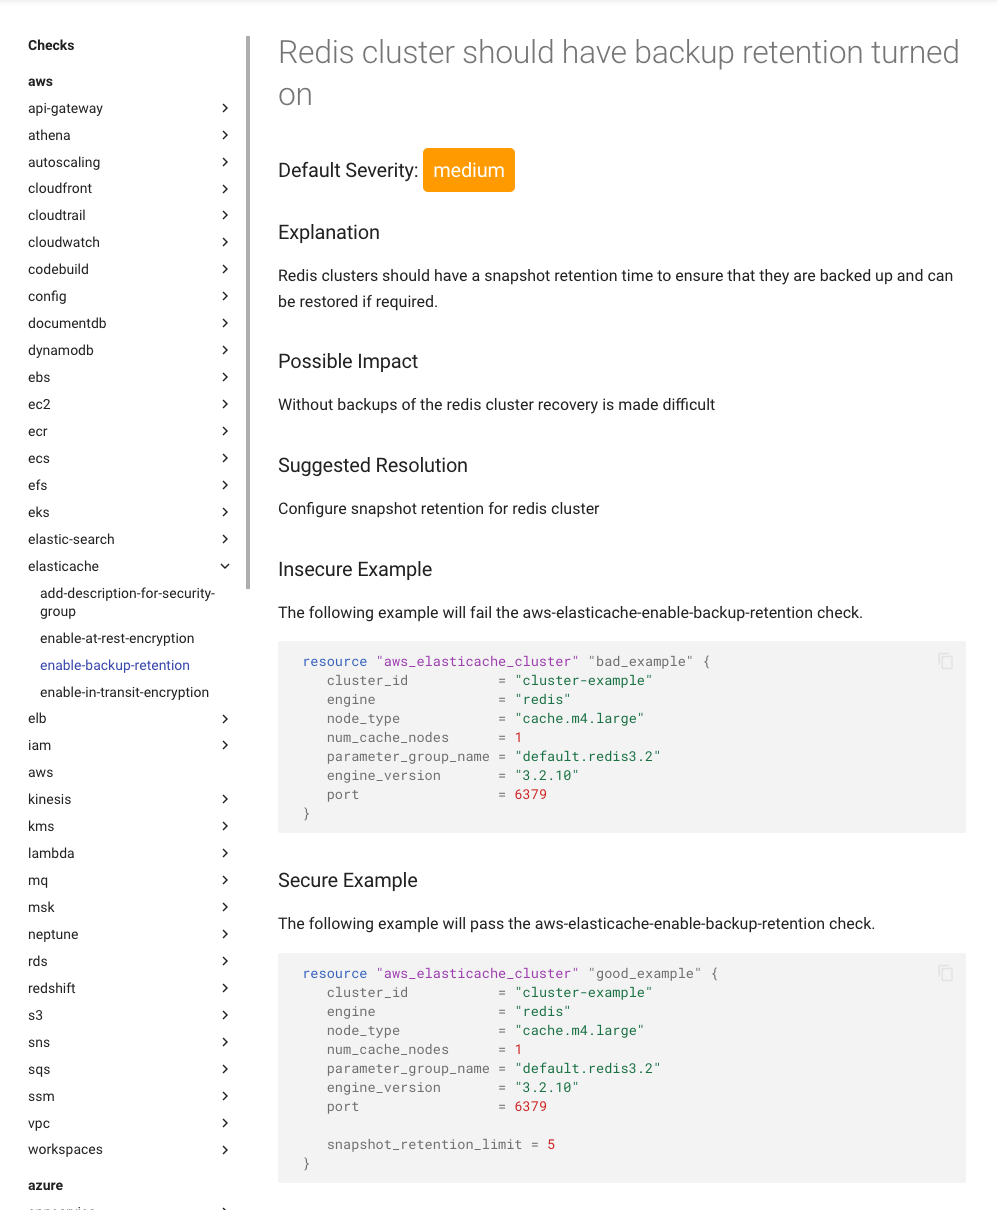 Checks
aws
api-gateway
athena
autoscaling
cloudfront
cloudtrail
cloudwatch
codebuild
config
documentdb
dynamodb
ebs
ec2
ecr
ecs
efs
eks
elastic-search
elasticache
add-description-for-security-
group
enable-at-rest-encryption
enable-backup-retention
enable-in-transit-encryption
elb
iam
aws
kinesis
kms
lambda
mq
msk
neptune
rds
redshift
s3
sns
sqs
ssm
vpc
workspaces
azure
Redis cluster should have backup retention turned
on
Default Severity: medium
Explanation
Redis clusters should have a snapshot retention time to ensure that they are backed up and can
be restored if required.
Possible Impact
Without backups of the redis cluster recovery is made difficult
Suggested Resolution
Configure snapshot retention for redis cluster
Insecure Example
The following example will fail the aws-elasticache-enable-backup-retention check.
resource "aws_elasticache_cluster" "bad_example" {
cluster_id = "cluster-example"
engine = "redis"
node_type = "cache.m4.large"
num_cache_nodes = 1
parameter_group_name = "default.redis3.2"
engine_version = "3.2.10"
port = 6379
}
Secure Example
The following example will pass the aws-elasticache-enable-backup-retention check.
resource "aws_elasticache_cluster" "good_example" {
cluster_id = "cluster-example"
engine = "redis"
node_type = "cache.m4.large"
num_cache_nodes = 1
parameter_group_name = "default.redis3.2"
engine_version = "3.2.10"
port = 6379
snapshot_retention_limit = 5
}